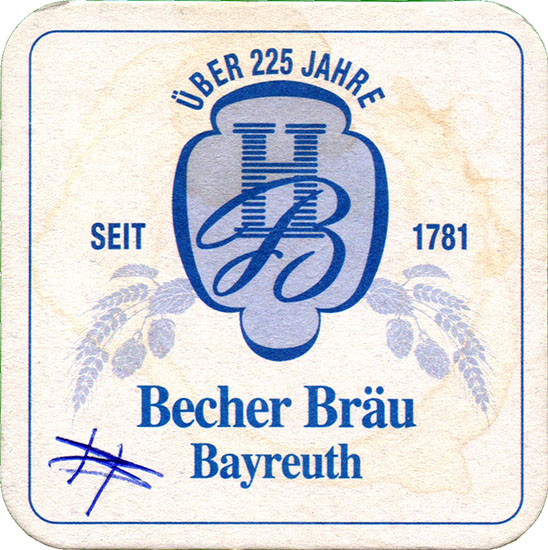 ÜBER 225 JAHRE
HB
SEIT 1781
Becher Bräu
Bayreuth